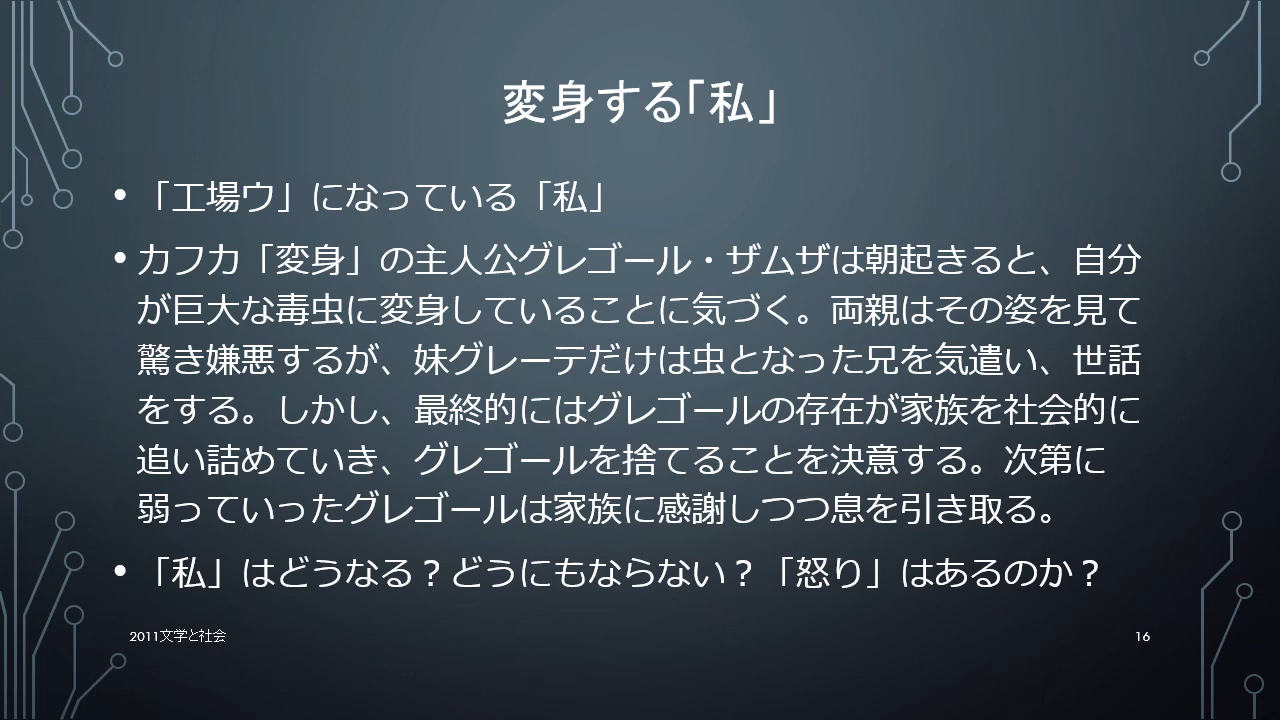 変身する「私」
• 「工場ウ」になっている「私」
• カフカ「変身」の主人公グレゴール・ザムザは朝起きると、自分
が巨大な毒虫に変身していることに気づく。両親はその姿を見て
驚き嫌悪するが、妹グレーテだけは虫となった兄を気遣い、世話
をする。しかし、最終的にはグレゴールの存在が家族を社会的に
追い詰めていき、グレゴールを捨てることを決意する。次第に
弱っていったグレゴールは家族に感謝しつつ息を引き取る。
• 「私」はどうなる？どうにもならない？「怒り」はあるのか？
2011文学と社会
16